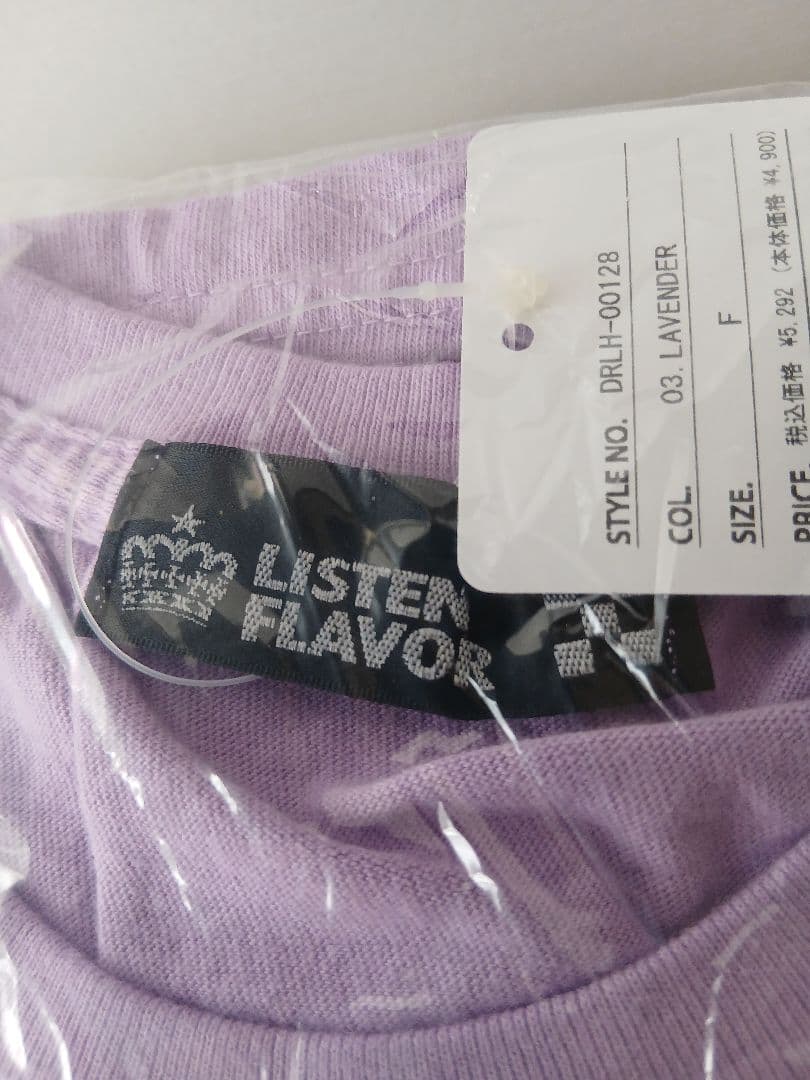 LISTEN
FLAVOR
STYLE NO. DRLH-00128
COL. 03. LAVENDER
SIZE. F
PRICE 税込価格 ¥5,292 (本体価格 ¥4,900)